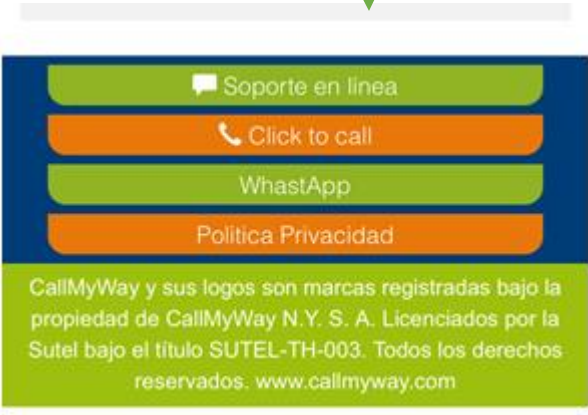 Soporte en linea
Click to call
WhastApp
Politica Privacidad
CallMyWay y sus logos son marcas registradas bajo la
propiedad de CallMyWay N.Y. S. A. Licenciados por la
Sutel bajo el título SUTEL-TH-003. Todos los derechos
reservados. www.callmyway.com